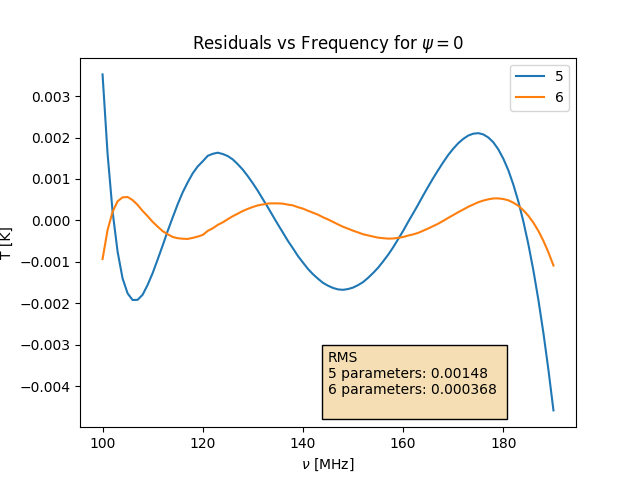 Residuals vs Frequency for ψ = 0
T [K]
0.003
0.002
0.001
0.000
−0.001
−0.002
−0.003
−0.004
5
6
RMS
5 parameters: 0.00148
6 parameters: 0.000368
100 120 140 160 180
ν [MHz]